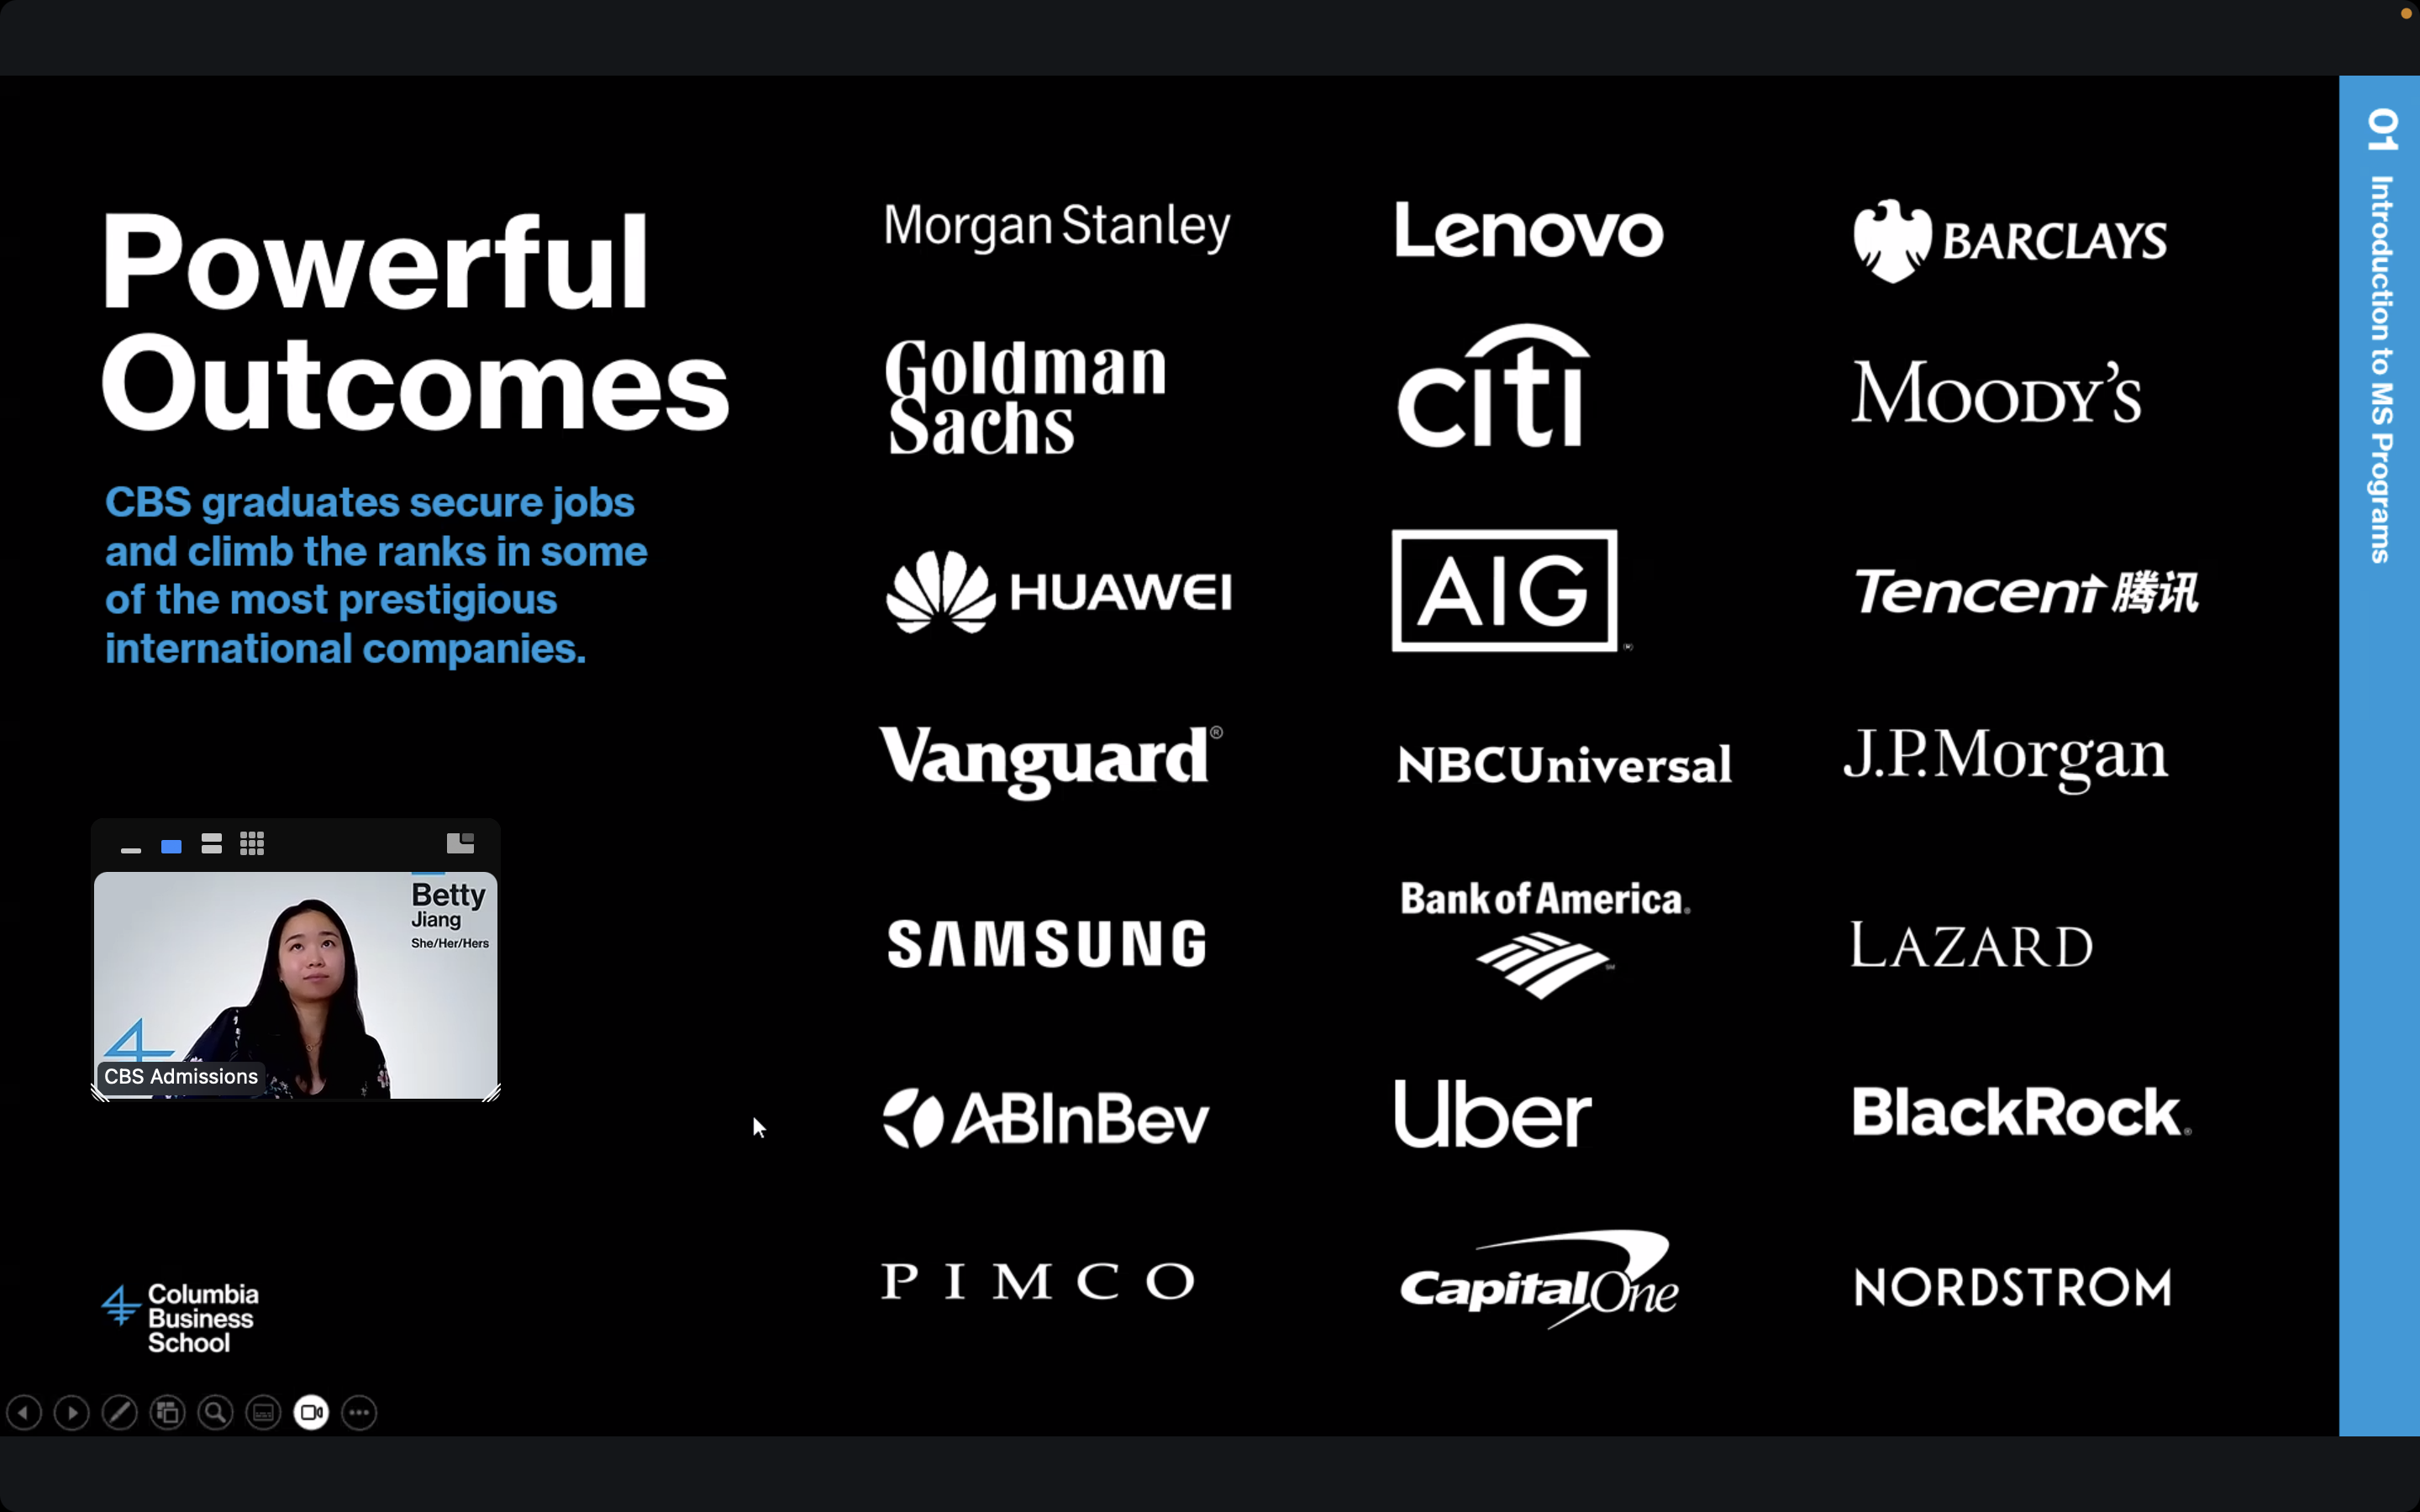 Powerful
Outcomes
CBS graduates secure jobs
and climb the ranks in some
of the most prestigious
international companies.
Morgan Stanley
Lenovo
BARCLAYS
Goldman
Sachs
citi
MOODY'S
HUAWEI
AIG
Tencent 腾讯
Vanguard®
NBCUniversal
J.P.Morgan
SAMSUNG
Bank of America
LAZARD
ABInBev
Uber
BlackRock®
PIMCO
Capital One
NORDSTROM
Betty
Jiang
She/Her/Hers
CBS Admissions
Columbia
Business
School
01 Introduction to MS Programs